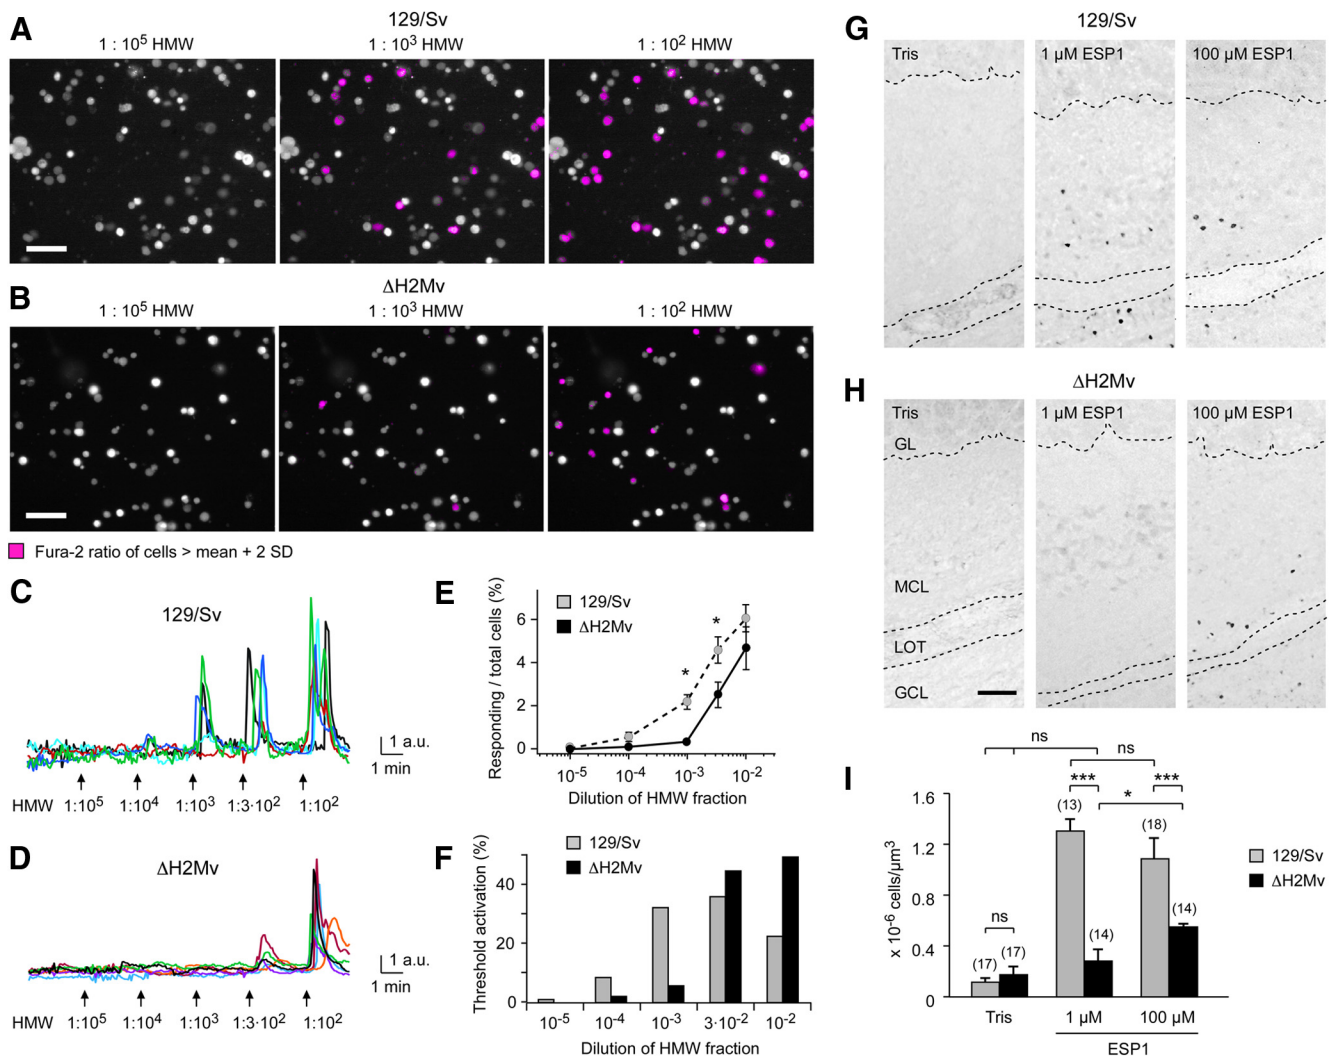 A
129/Sv
1 : 10⁵ HMW
1 : 10³ HMW
1 : 10² HMW
B
ΔH2Mv
1 : 10⁵ HMW
1 : 10³ HMW
1 : 10² HMW
Fura-2 ratio of cells > mean + 2 SD
C
129/Sv
1 a.u.
1 min
HMW 1:10⁵ 1:10⁴ 1:10³ 1:3·10² 1:10²
D
ΔH2Mv
1 a.u.
1 min
HMW 1:10⁵ 1:10⁴ 1:10³ 1:3·10² 1:10²
E
Responding / total cells (%)
129/Sv
ΔH2Mv
6
4
2
0
*
*
10⁻⁵ 10⁻⁴ 10⁻³ 10⁻²
Dilution of HMW fraction
F
Threshold activation (%)
129/Sv
ΔH2Mv
40
20
0
10⁻⁵ 10⁻⁴ 10⁻³ 3·10⁻² 10⁻²
Dilution of HMW fraction
G
129/Sv
Tris
1 µM ESP1
100 µM ESP1
H
ΔH2Mv
Tris
1 µM ESP1
100 µM ESP1
GL
MCL
LOT
GCL
I
x 10⁻⁶ cells/µm³
1.6
1.2
0.8
0.4
0
ns
ns
***
***
*
ns
(13)
(18)
(14)
(14)
(17)
(17)
129/Sv
ΔH2Mv
Tris 1 µM 100 µM
ESP1